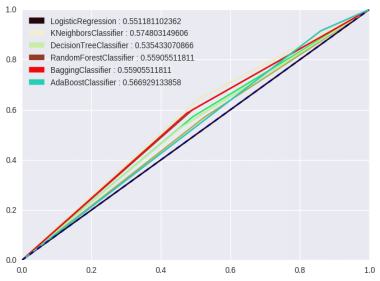 1.0
0.8
0.6
0.4
0.2
0.0
LogisticRegression : 0.551181102362
KNeighborsClassifier : 0.574803149606
DecisionTreeClassifier : 0.535433070866
RandomForestClassifier : 0.55905511811
BaggingClassifier : 0.55905511811
AdaBoostClassifier : 0.566929133858
0.0 0.2 0.4 0.6 0.8 1.0